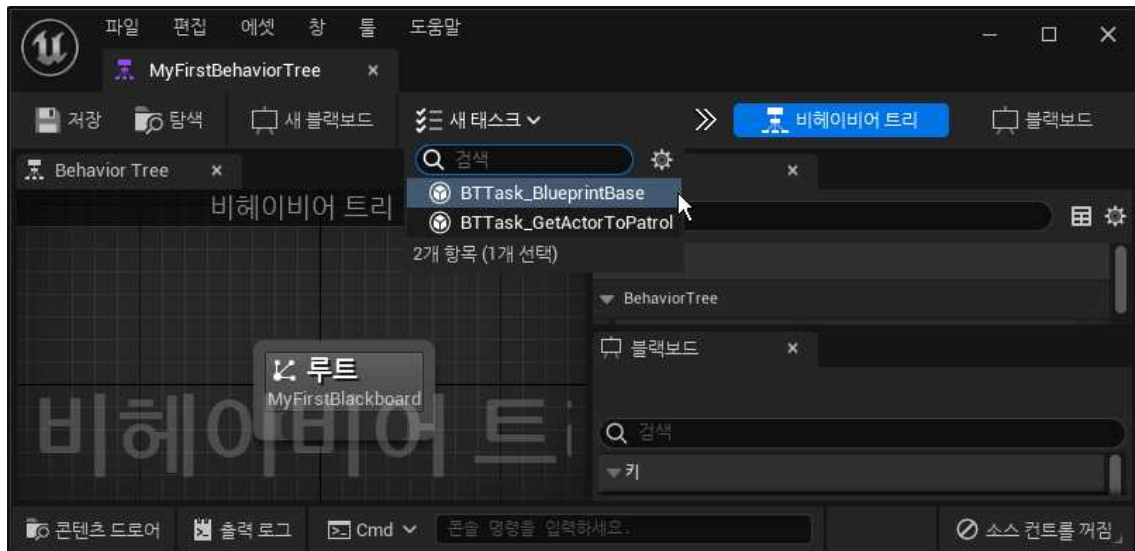 파일 편집 에셋 창 툴 도움말
MyFirstBehaviorTree
저장 탐색 새 블랙보드 새 태스크 비헤이비어 트리 블랙보드
Behavior Tree
검색
BTTask_BlueprintBase
비헤이비어 트리
BTTask_GetActorToPatrol
2개 항목 (1개 선택)
BehaviorTree
블랙보드
루트
MyFirstBlackboard
비헤이비어 트리
검색
키
콘텐츠 드로어 출력 로그 Cmd 콘솔 명령을 입력하세요. 소스 컨트롤 꺼짐